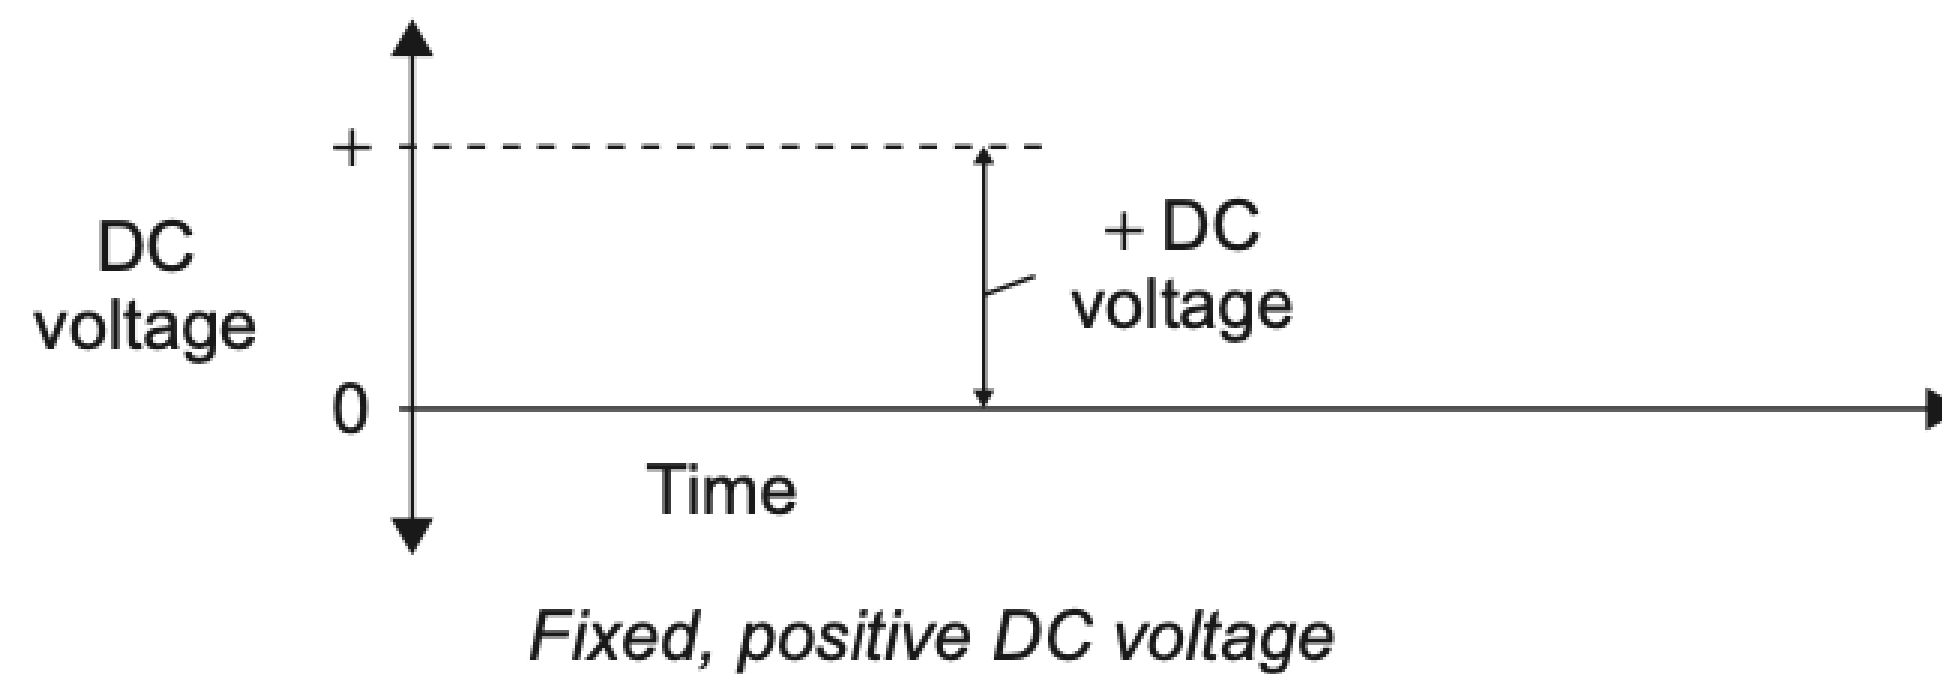 +
DC
voltage
+ DC
voltage
0
Time
Fixed, positive DC voltage